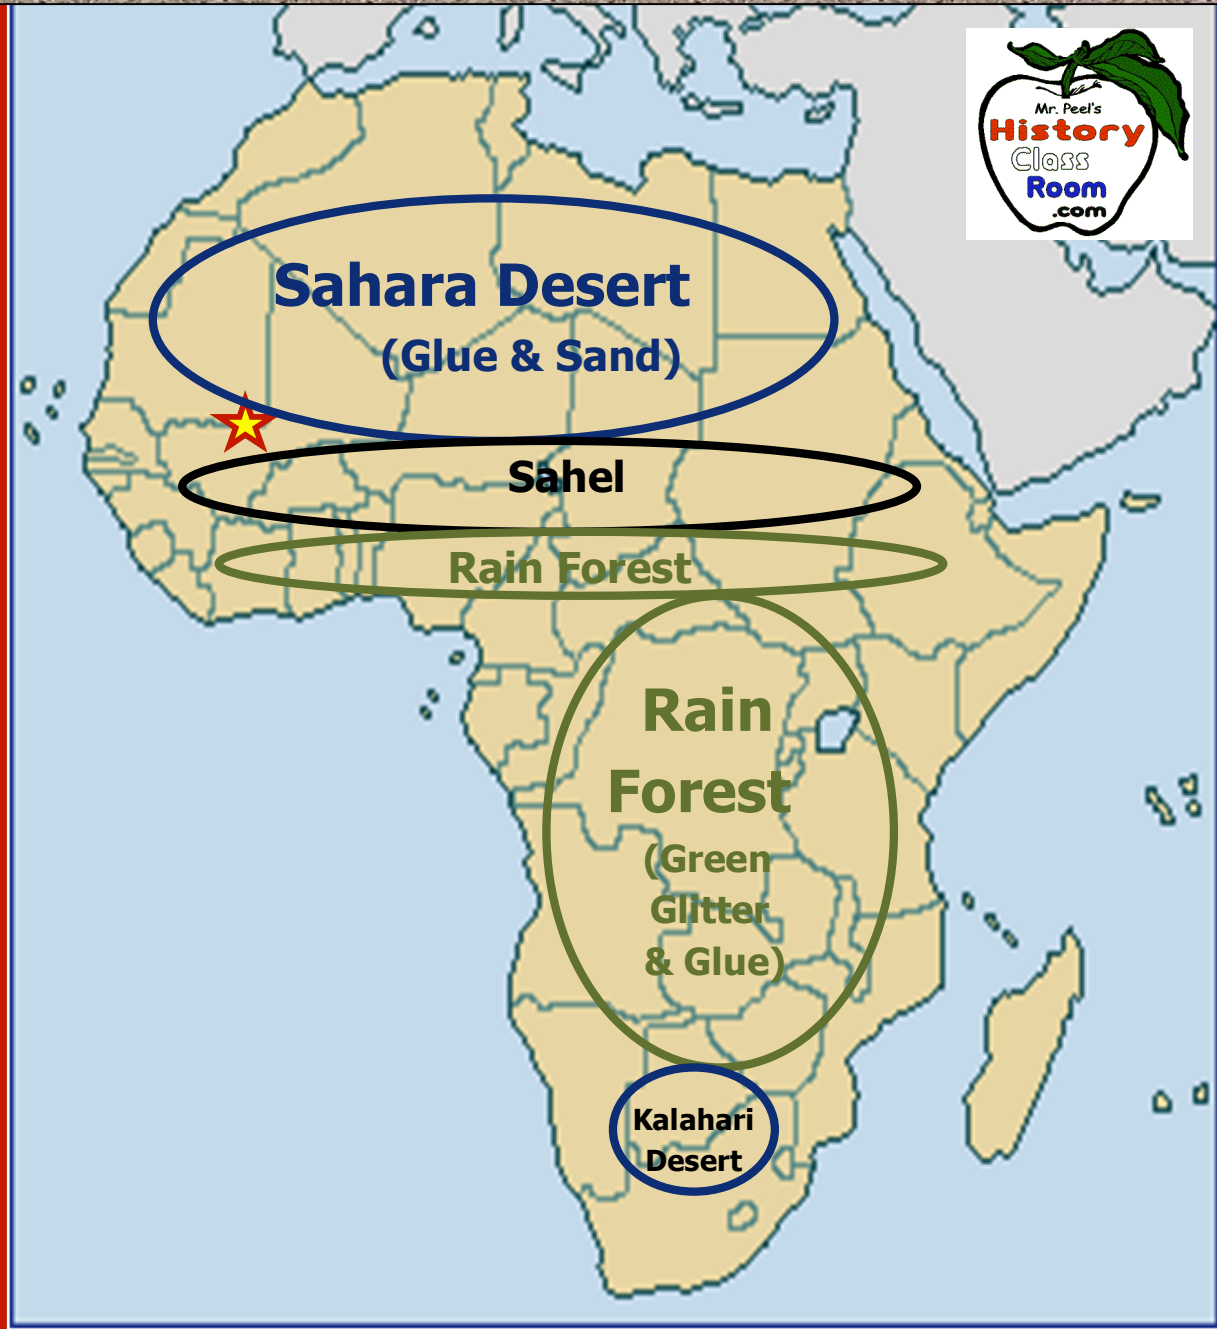 Mr. Peel's
History
Class
Room
.com
Sahara Desert
(Glue & Sand)
Sahel
Rain Forest
Rain
Forest
(Green
Glitter
& Glue)
Kalahari
Desert